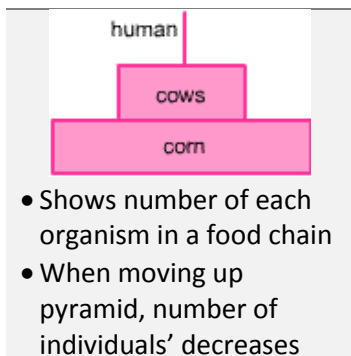 human
cows
corn
• Shows number of each
organism in a food chain
• When moving up
pyramid, number of
individuals’ decreases